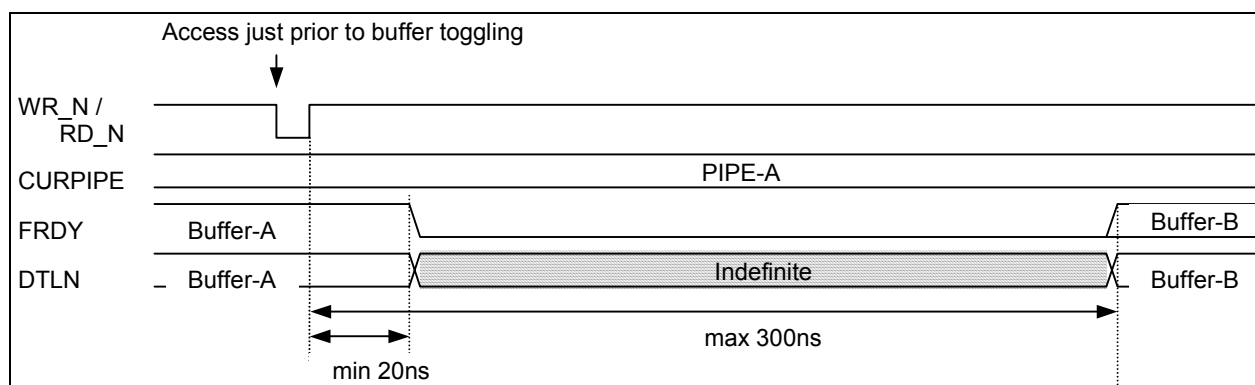 Access just prior to buffer toggling
WR_N /
RD_N
CURPIPE
PIPE-A
FRDY
Buffer-A
Buffer-B
DTLN
Buffer-A
Indefinite
Buffer-B
max 300ns
min 20ns